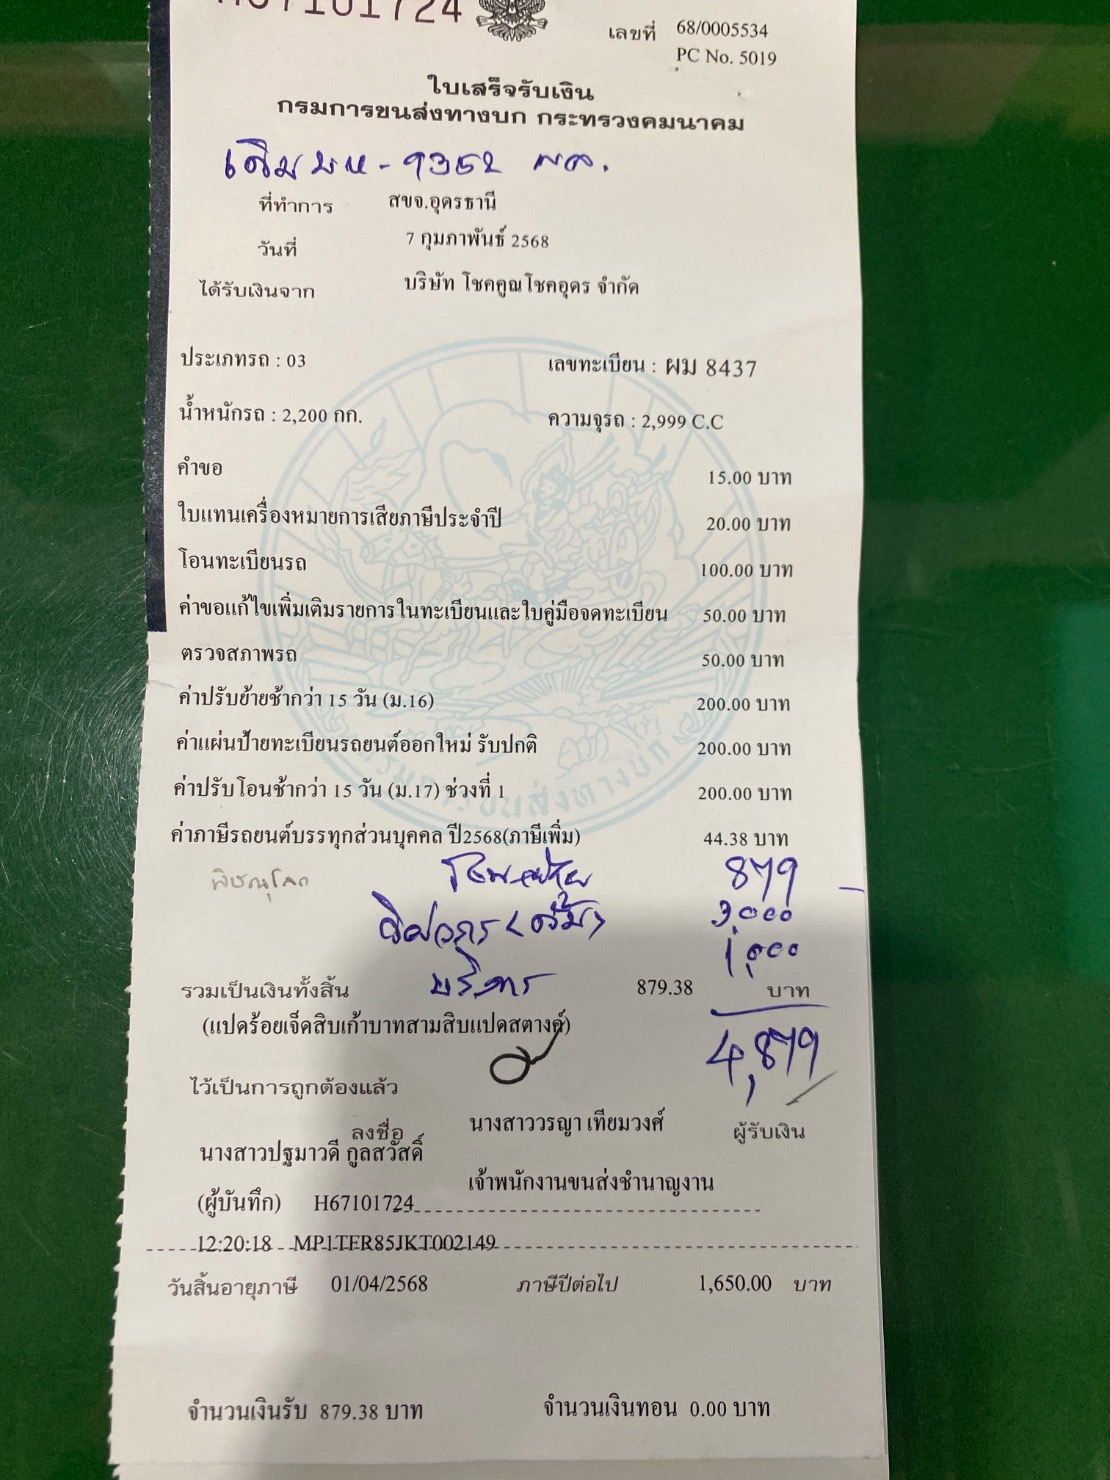 H67101724
เลขที่ 68/0005534
PC No. 5019
ใบเสร็จรับเงิน
กรมการขนส่งทางบก กระทรวงคมนาคม
เดิม บห - 9352 พล.
ที่ทำการ สขจ.อุดรธานี
วันที่ 7 กุมภาพันธ์ 2568
ได้รับเงินจาก บริษัท โชคคูณโชคอุดร จำกัด
ประเภทรถ : 03 เลขทะเบียน : ผม 8437
น้ำหนักรถ : 2,200 กก. ความจุรถ : 2,999 C.C
คำขอ 15.00 บาท
ใบแทนเครื่องหมายการเสียภาษีประจำปี 20.00 บาท
โอนทะเบียนรถ 100.00 บาท
ค่าขอแก้ไขเพิ่มเติมรายการในทะเบียนและใบคู่มือจดทะเบียน 50.00 บาท
ตรวจสภาพรถ 50.00 บาท
ค่าปรับย้ายช้ากว่า 15 วัน (ม.16) 200.00 บาท
ค่าแผ่นป้ายทะเบียนรถยนต์ออกใหม่ รับปกติ 200.00 บาท
ค่าปรับโอนช้ากว่า 15 วัน (ม.17) ช่วงที่ 1 200.00 บาท
ค่าภาษีรถยนต์บรรทุกส่วนบุคคล ปี2568(ภาษีเพิ่ม) 44.38 บาท
พิษณุโลก 879
วิศวกร 3,000
บริการ 1,000
รวมเป็นเงินทั้งสิ้น 879.38 บาท
(แปดร้อยเจ็ดสิบเก้าบาทสามสิบแปดสตางค์)
4,879
ไว้เป็นการถูกต้องแล้ว
ลงชื่อ นางสาววรญา เทียมวงศ์ ผู้รับเงิน
นางสาวปฐมาวดี กูลสวัสดิ์
เจ้าพนักงานขนส่งชำนาญงาน
(ผู้บันทึก) H67101724
12:20:18 MP1TFR85JKT002149
วันสิ้นอายุภาษี 01/04/2568 ภาษีปีต่อไป 1,650.00 บาท
จำนวนเงินรับ 879.38 บาท จำนวนเงินทอน 0.00 บาท